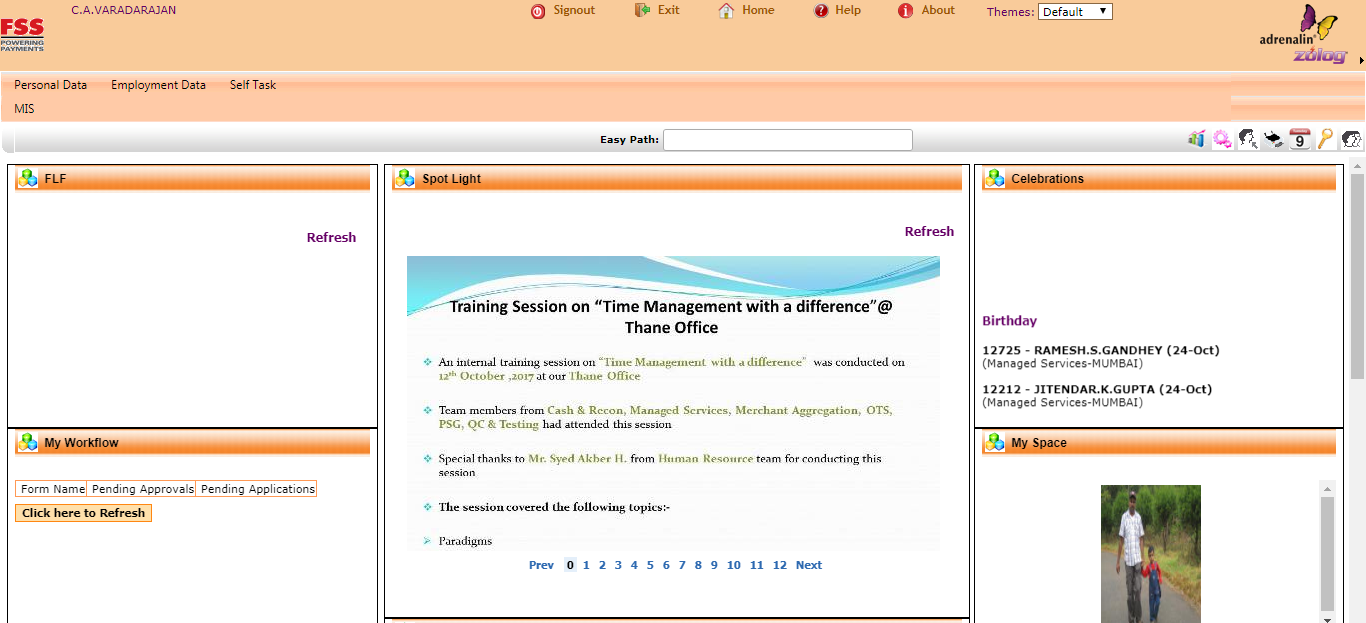 C.A.VARADARAJAN
Signout Exit Home Help About Themes: Default
FSS
POWERING
PAYMENTS
adrenalin
zölog
Personal Data Employment Data Self Task
MIS
Easy Path:
9
FLF
Refresh
My Workflow
Form Name Pending Approvals Pending Applications
Click here to Refresh
Spot Light
Refresh
Training Session on “Time Management with a difference”@
Thane Office
An internal training session on “Time Management with a difference” was conducted on
12th October ,2017 at our Thane Office
Team members from Cash & Recon, Managed Services, Merchant Aggregation, OTS,
PSG, QC & Testing had attended this session
Special thanks to Mr. Syed Akber H. from Human Resource team for conducting this
session
The session covered the following topics:-
Paradigms
Prev 0 1 2 3 4 5 6 7 8 9 10 11 12 Next
Celebrations
Birthday
12725 - RAMESH.S.GANDHEY (24-Oct)
(Managed Services-MUMBAI)
12212 - JITENDAR.K.GUPTA (24-Oct)
(Managed Services-MUMBAI)
My Space